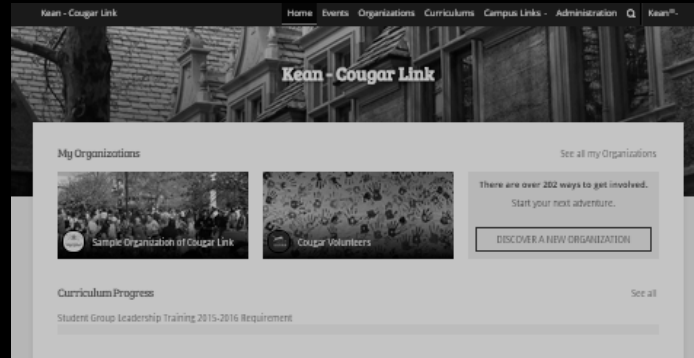 Kean - Cougar Link
Home Events Organizations Curriculums Campus Links - Administration Kean
Kean - Cougar Link
My Organizations See all my Organizations
There are over 202 ways to get involved.
Start your next adventure.
Sample Organization of Cougar Link
Cougar Volunteers
DISCOVER A NEW ORGANIZATION
Curriculum Progress See all
Student Group Leadership Training 2015-2016 Requirement